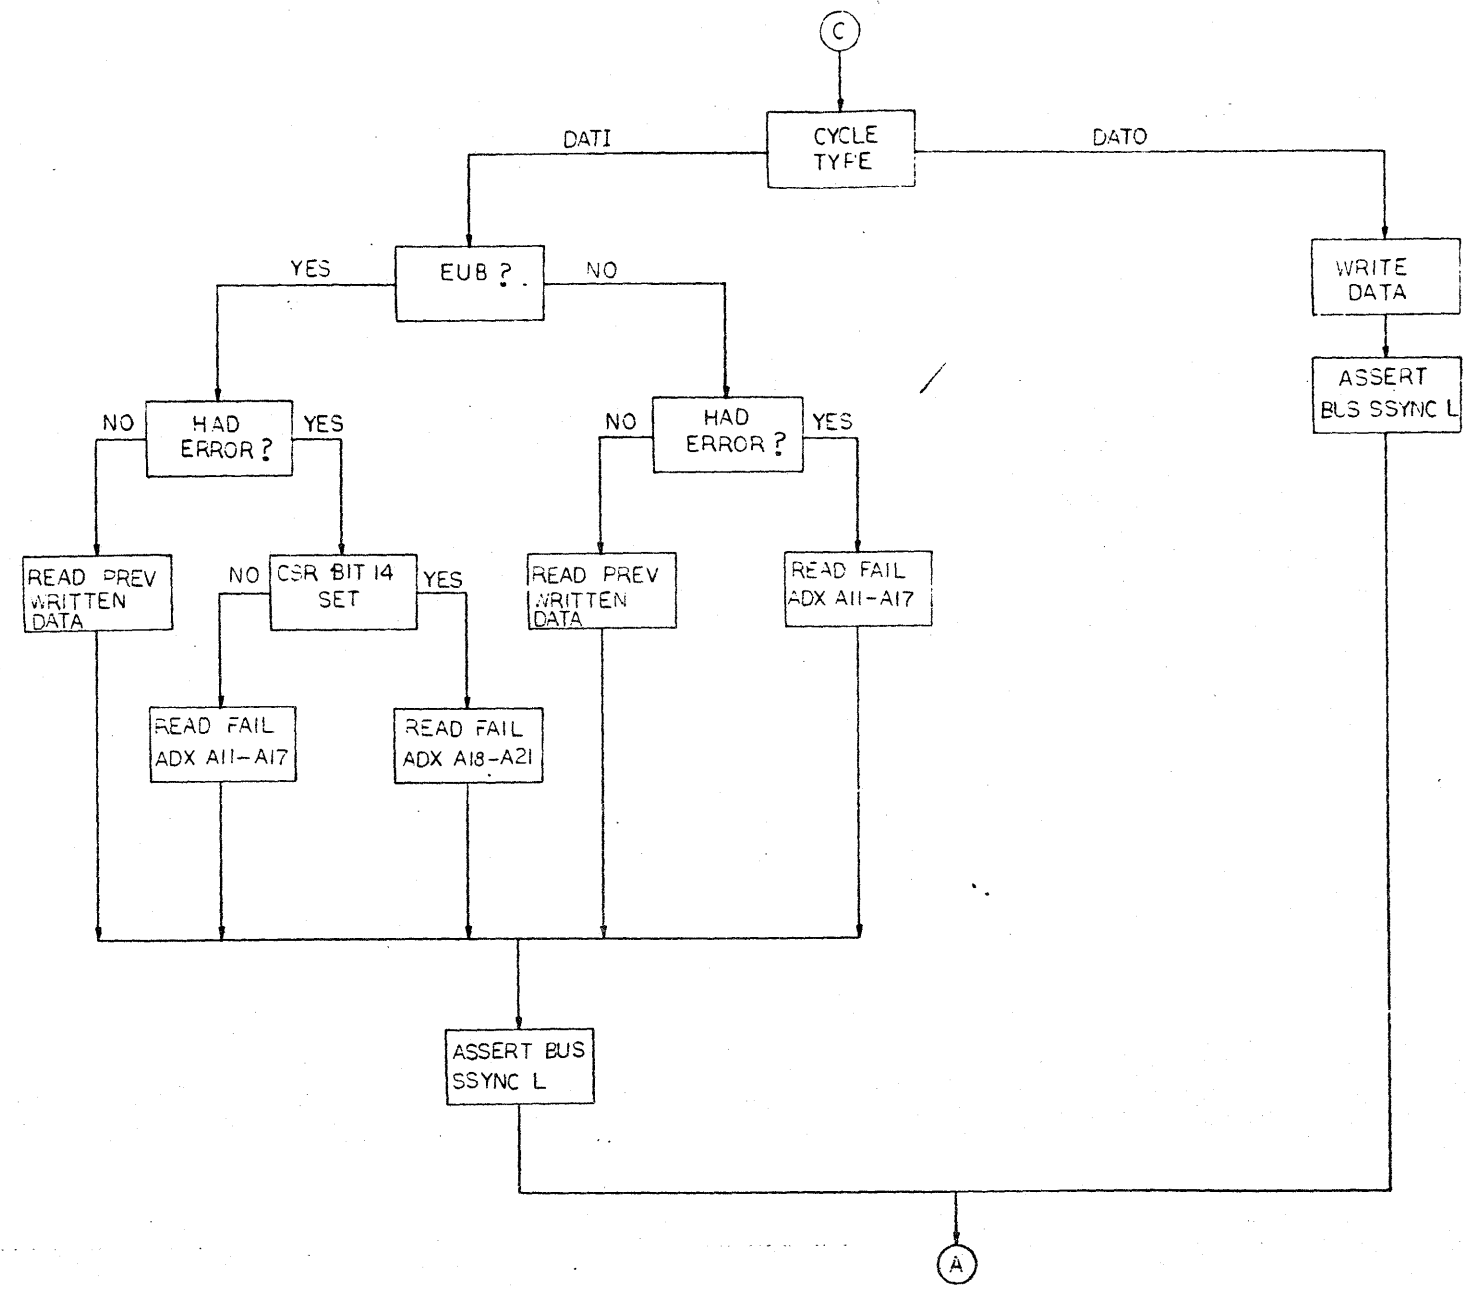 C
CYCLE
TYPE
DATI
DATO
EUB?
YES
NO
WRITE
DATA
ASSERT
BUS SSYNC L
NO
HAD
ERROR?
YES
NO
HAD
ERROR?
YES
READ PREV
WRITTEN
DATA
NO
CSR BIT 14
SET
YES
READ PREV
WRITTEN
DATA
READ FAIL
ADX A11-A17
READ FAIL
ADX A11-A17
READ FAIL
ADX A18-A21
ASSERT BUS
SSYNC L
A